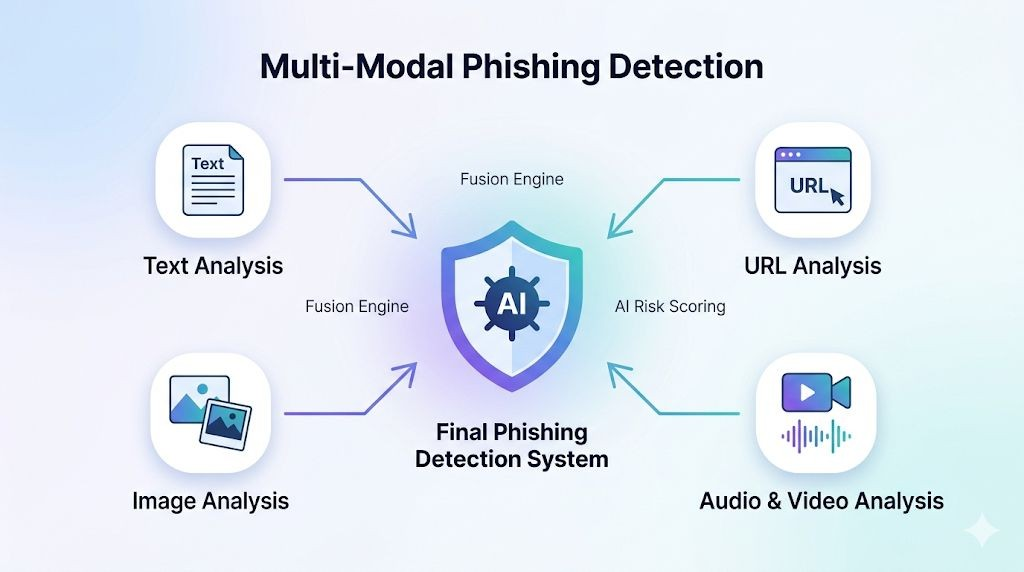 Multi-Modal Phishing Detection
Text
Text Analysis
Fusion Engine
URL
URL Analysis
Fusion Engine
AI
AI Risk Scoring
Final Phishing
Detection System
Image Analysis
Audio & Video Analysis